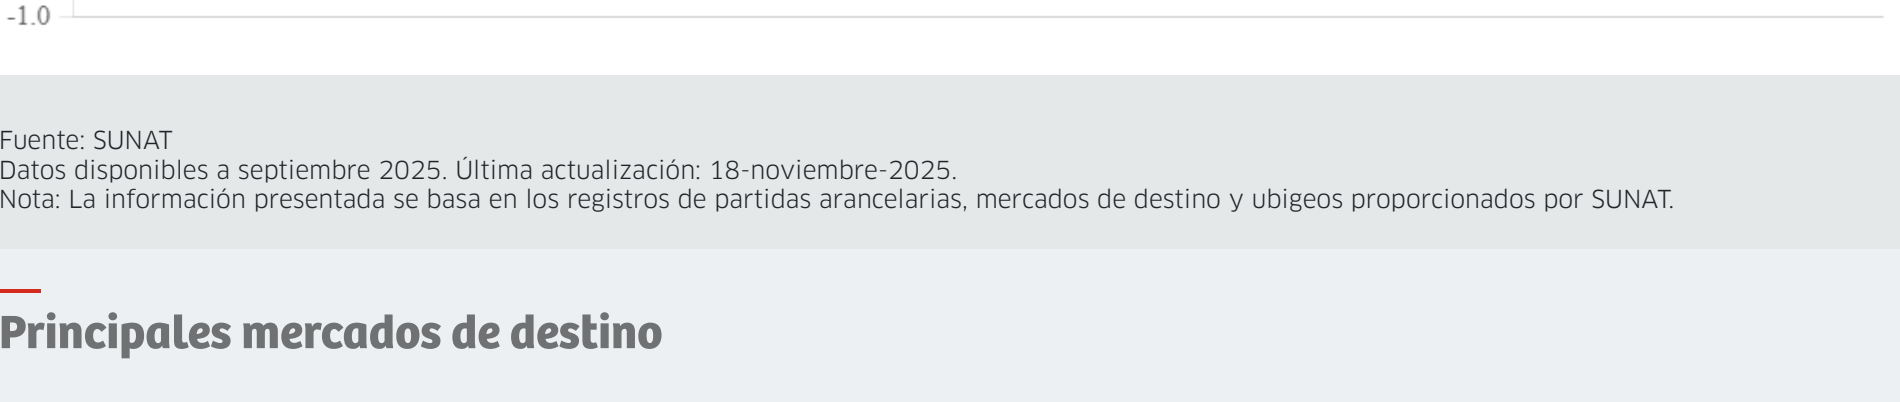 -1.0
Fuente: SUNAT
Datos disponibles a septiembre 2025. Última actualización: 18-noviembre-2025.
Nota: La información presentada se basa en los registros de partidas arancelarias, mercados de destino y ubigeos proporcionados por SUNAT.
Principales mercados de destino